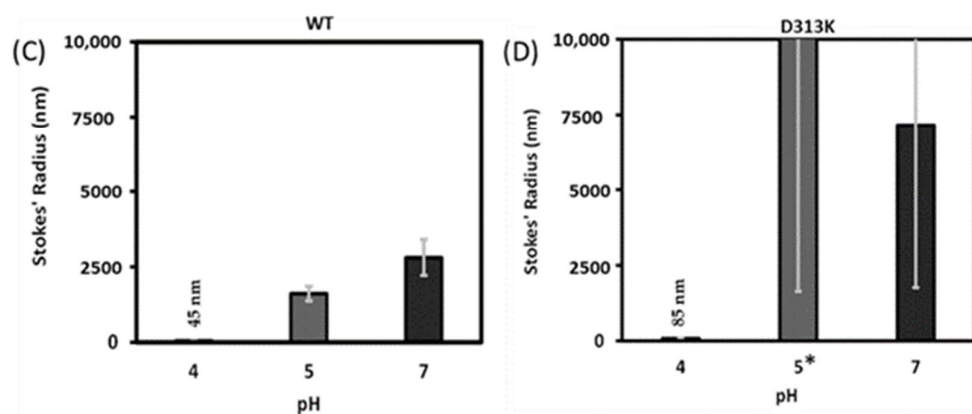 (C)
WT
Stokes' Radius (nm)
10,000
7500
5000
2500
0
45 nm
4
5
7
pH
(D)
D313K
Stokes' Radius (nm)
10,000
7500
5000
2500
0
85 nm
4
5*
7
pH